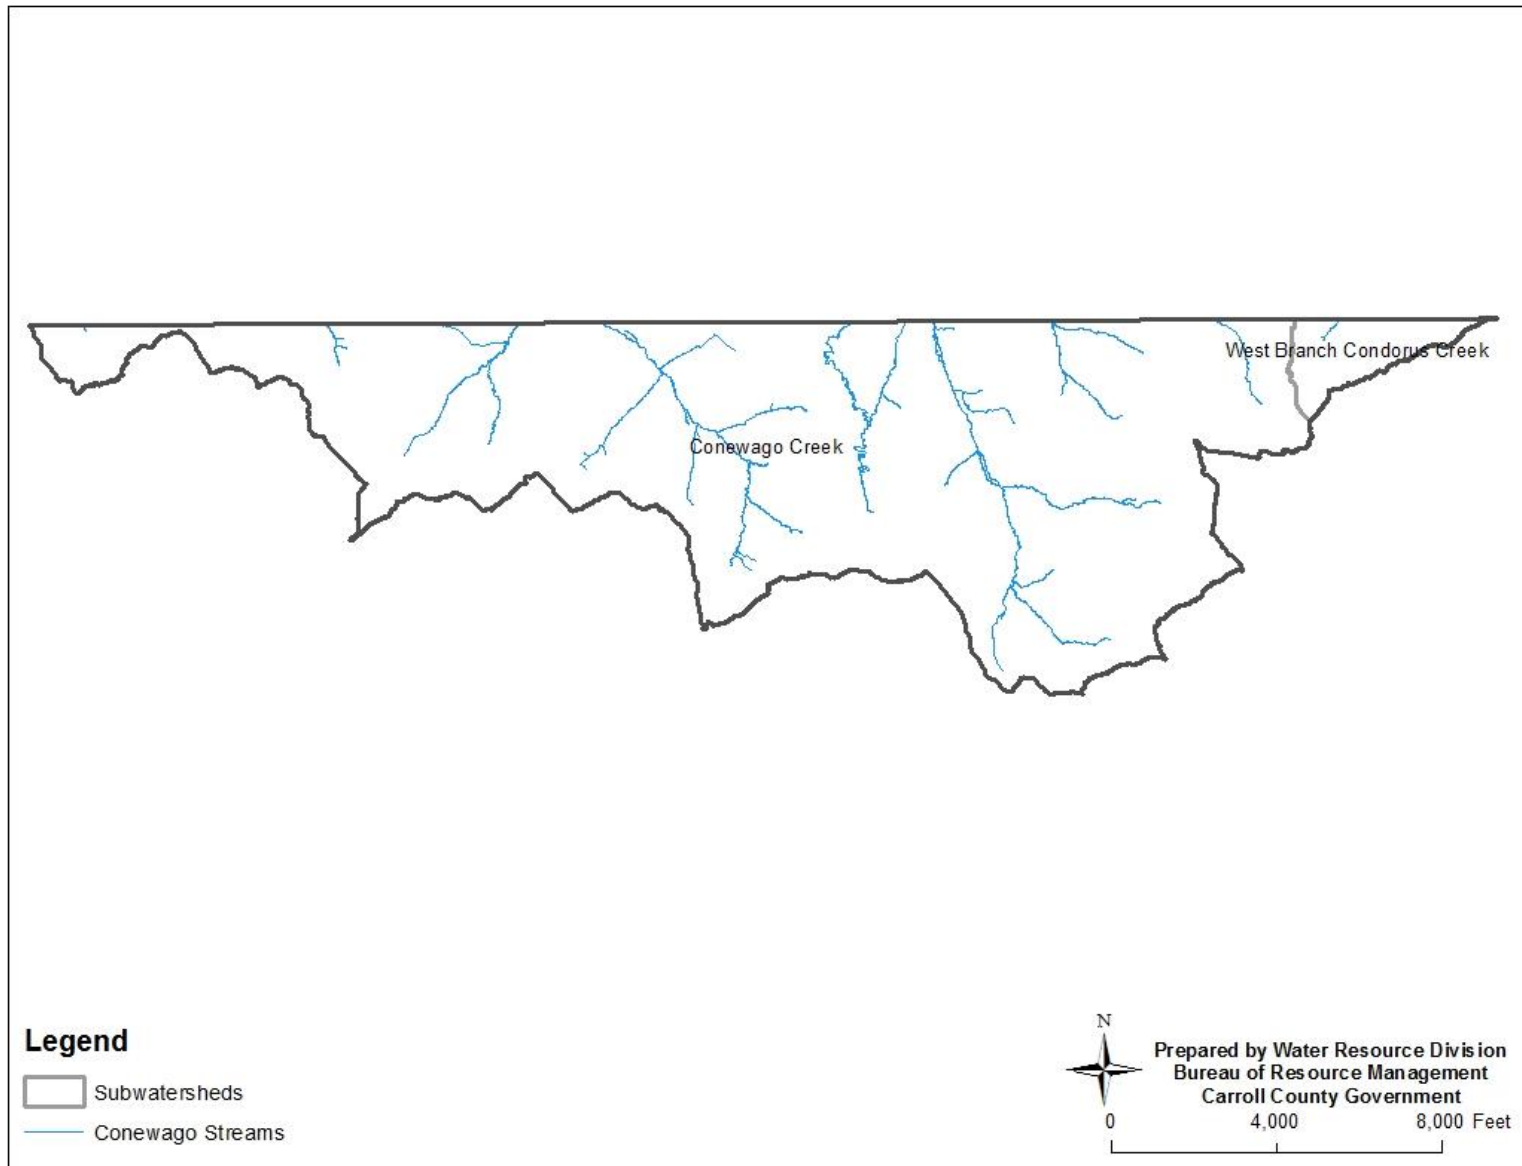 West Branch Condorus Creek
Conewago Creek
Legend
Subwatersheds
Conewago Streams
N
Prepared by Water Resource Division
Bureau of Resource Management
Carroll County Government
0 4,000 8,000 Feet